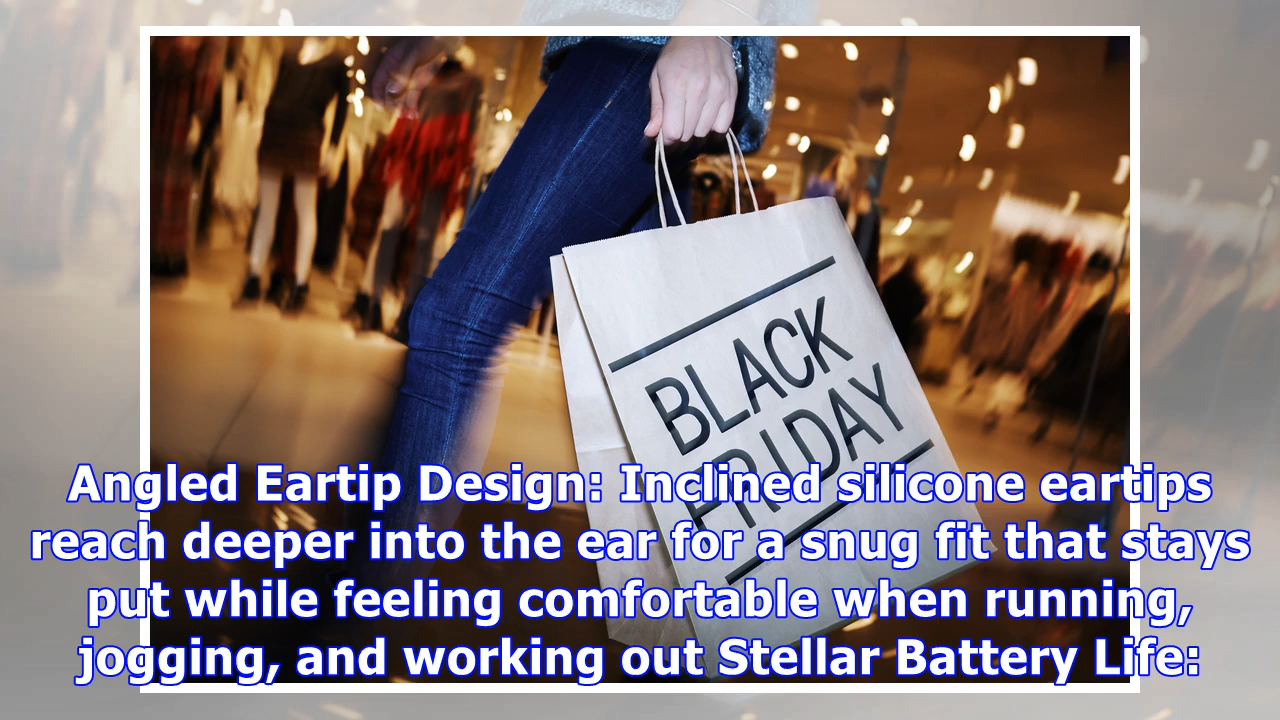 BLACK
FRIDAY
Angled Eartip Design: Inclined silicone eartips
reach deeper into the ear for a snug fit that stays
put while feeling comfortable when running,
jogging, and working out Stellar Battery Life: